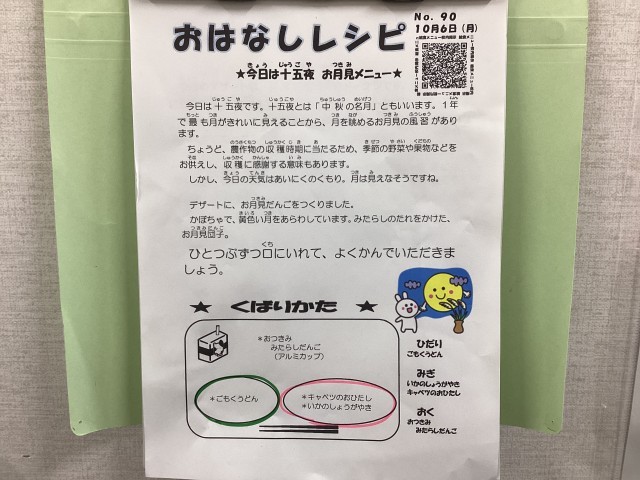 おはなしレシピ
No. 90
10月6日(月)
★今日は十五夜 お月見メニュー★
今日は十五夜です。十五夜とは「中秋の名月」ともいいます。1年
で最も月がきれいに見えることから、月を眺めるお月見の風習があり
ます。
ちょうど、農作物の収穫時期に当たるため、季節の野菜や果物などを
お供えし、収穫に感謝する意味もあります。
しかし、今日の天気はあいにくのくもり。月は見えなそうですね。
デザートに、お月見だんごをつくりました。
かぼちゃで、黄色い月をあらわしています。みたらしのたれをかけた、
お月見団子。
ひとつぶずつ口にいれて、よくかんでいただきま
しょう。
★ くばりかた ★
*おつきみ
みたらしだんご
(アルミカップ)
*ごもくうどん
*キャベツのおひたし
*いかのしょうがやき
ひだり
ごもくうどん
みぎ
いかのしょうがやき
キャベツのおひたし
おく
おつきみ
みたらしだんご